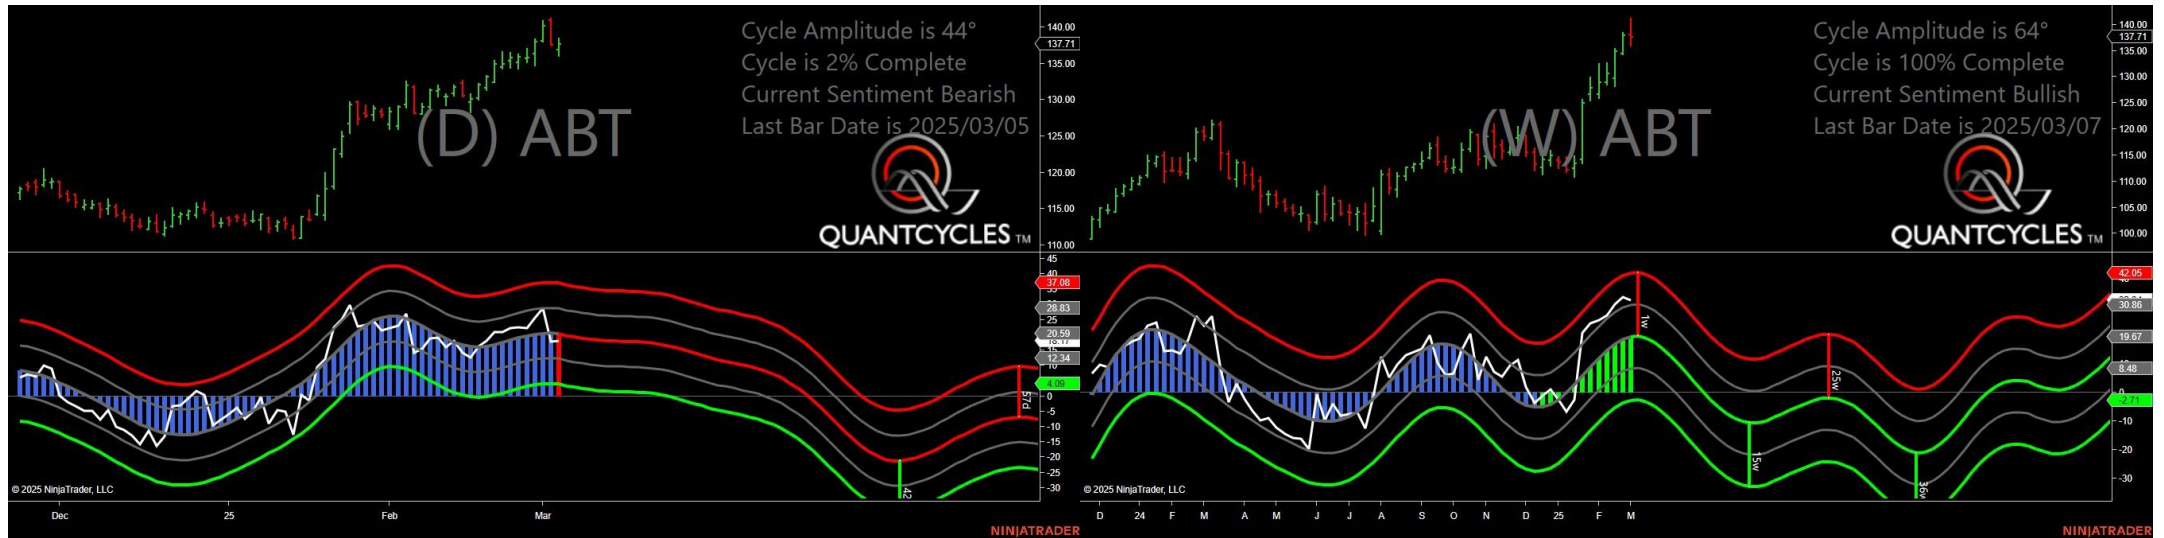 Cycle Amplitude is 44°
Cycle is 2% Complete
Current Sentiment Bearish
Last Bar Date is 2025/03/05
(D) ABT
QUANTCYCLES TM
140.00
137.71
135.00
130.00
125.00
120.00
115.00
110.00
45
40
37.08
28.83
25
20.59
12.34
10
4.09
0
-5
-10
-15
-20
-25
-30
57d
42
© 2025 NinjaTrader, LLC
Dec 25 Feb Mar
NINJATRADER
Cycle Amplitude is 64°
Cycle is 100% Complete
Current Sentiment Bullish
Last Bar Date is 2025/03/07
(W) ABT
QUANTCYCLES TM
140.00
137.71
135.00
130.00
125.00
120.00
115.00
110.00
105.00
100.00
42.05
30.86
19.67
8.48
0
-2.71
-10
-20
-30
1w
25w
15w
36w
© 2025 NinjaTrader, LLC
D 24 F M A M J J A S O N D 25 F M
NINJATRADER